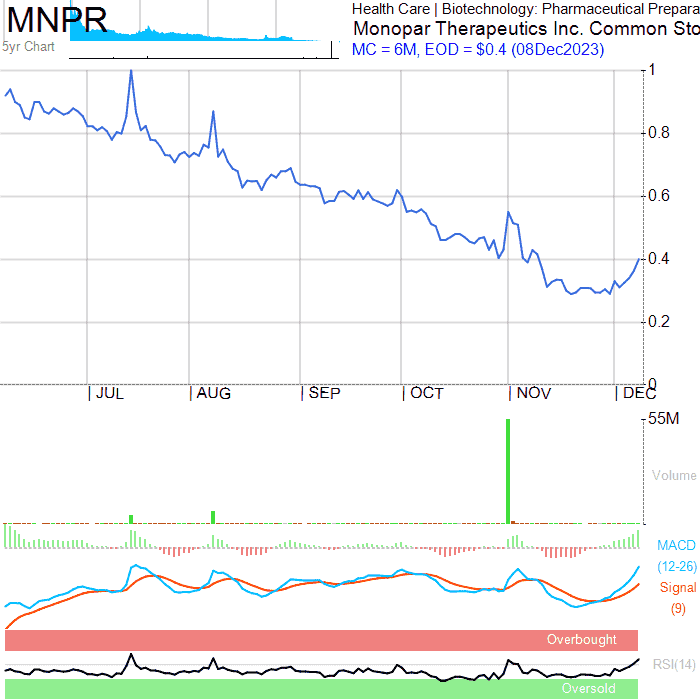 MNPR
Health Care | Biotechnology: Pharmaceutical Prepara
Monopar Therapeutics Inc. Common Sto
5yr Chart
MC = 6M, EOD = $0.4 (08Dec2023)
1
0.8
0.6
0.4
0.2
0
JUL AUG SEP OCT NOV DEC
55M
Volume
MACD
(12-26)
Signal
(9)
Overbought
RSI(14)
Oversold